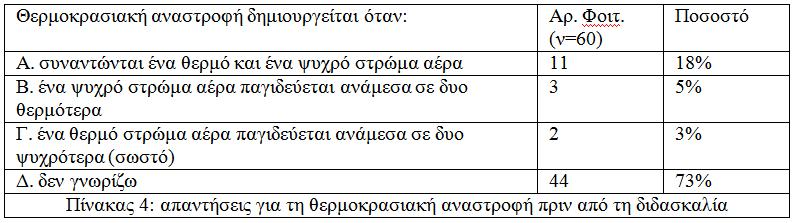 Θερμοκρασιακή αναστροφή δημιουργείται όταν: Αρ. Φοιτ. Ποσοστό
(ν=60)
Α. συναντώνται ένα θερμό και ένα ψυχρό στρώμα αέρα 11 18%
Β. ένα ψυχρό στρώμα αέρα παγιδεύεται ανάμεσα σε δυο 3 5%
θερμότερα
Γ. ένα θερμό στρώμα αέρα παγιδεύεται ανάμεσα σε δυο 2 3%
ψυχρότερα (σωστό)
Δ. δεν γνωρίζω 44 73%
Πίνακας 4: απαντήσεις για τη θερμοκρασιακή αναστροφή πριν από τη διδασκαλία